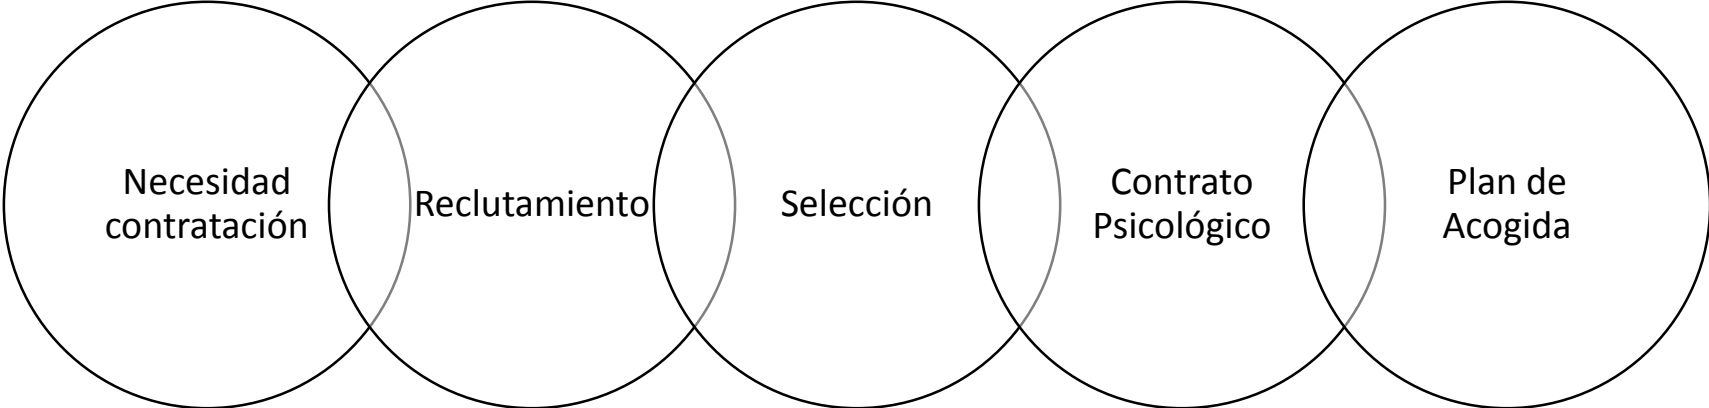 Necesidad
contratación
Reclutamiento
Selección
Contrato
Psicológico
Plan de
Acogida